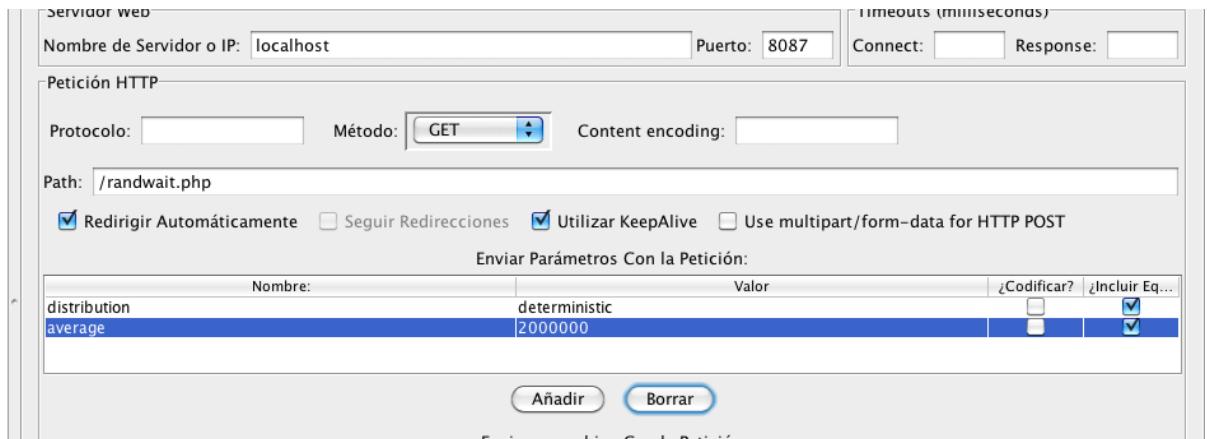 Servidor Web Timeouts (milliseconds)
Nombre de Servidor o IP: localhost Puerto: 8087 Connect: Response:
Petición HTTP
Protocolo: Método: GET Content encoding:
Path: /randwait.php
Redirigir Automáticamente Seguir Redirecciones Utilizar KeepAlive Use multipart/form-data for HTTP POST
Enviar Parámetros Con la Petición:
Nombre: Valor ¿Codificar? ¿Incluir Eq...
distribution deterministic
average 2000000
Añadir Borrar